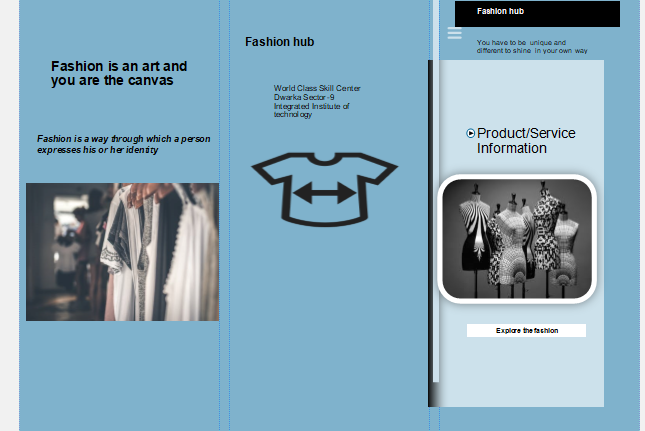 Fashion is an art and
you are the canvas
Fashion is a way through which a person
expresses his or her identity
Fashion hub
World Class Skill Center
Dwarka Sector-9
Integrated Institute of
technology
Fashion hub
You have to be unique and
different to shine in your own way
Product/Service
Information
Explore the fashion